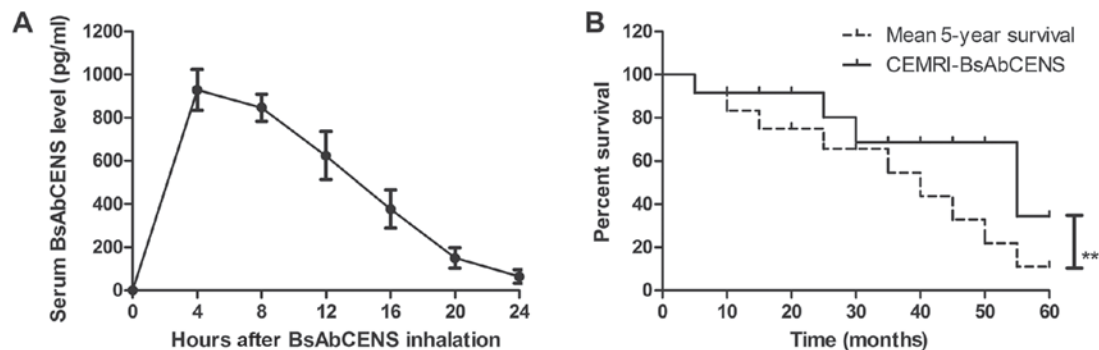 A
Serum BsAbCENS level (pg/ml)
1200
1000
800
600
400
200
0
0 4 8 12 16 20 24
Hours after BsAbCENS inhalation
B
Mean 5-year survival
CEMRI-BsAbCENS
Percent survival
120
100
80
60
40
20
0
0 10 20 30 40 50 60
Time (months)
**